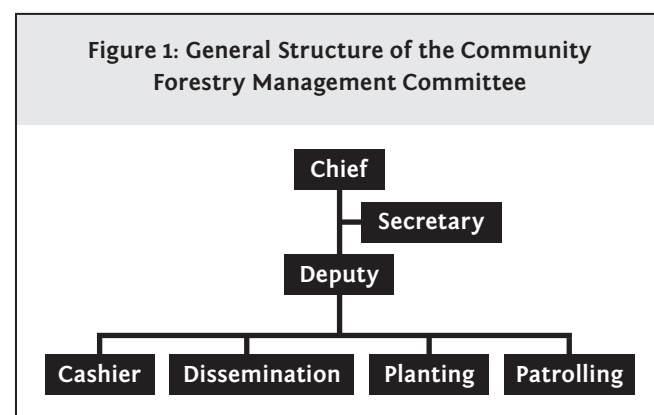 Figure 1: General Structure of the Community
Forestry Management Committee
Chief
Secretary
Deputy
Cashier Dissemination Planting Patrolling